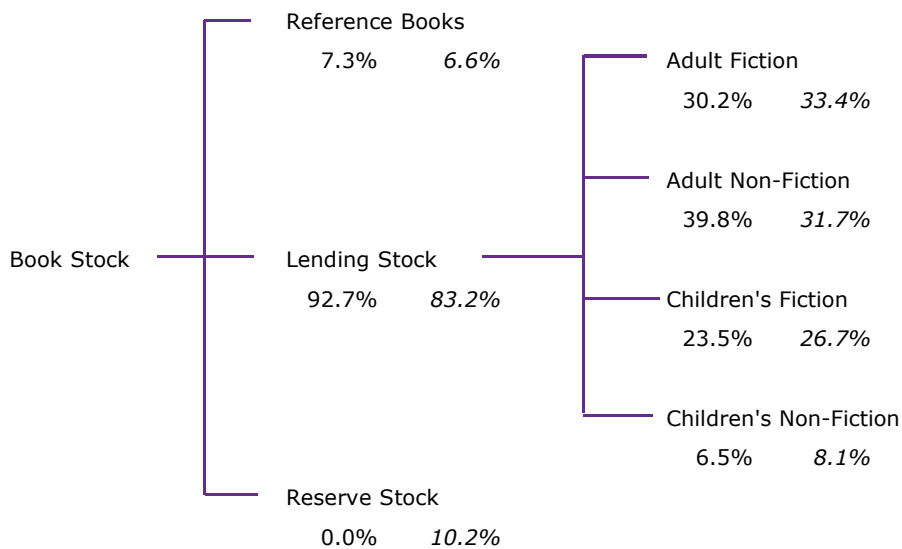 Reference Books
7.3% 6.6%
Adult Fiction
30.2% 33.4%
Adult Non-Fiction
39.8% 31.7%
Book Stock
Lending Stock
92.7% 83.2%
Children's Fiction
23.5% 26.7%
Children's Non-Fiction
6.5% 8.1%
Reserve Stock
0.0% 10.2%